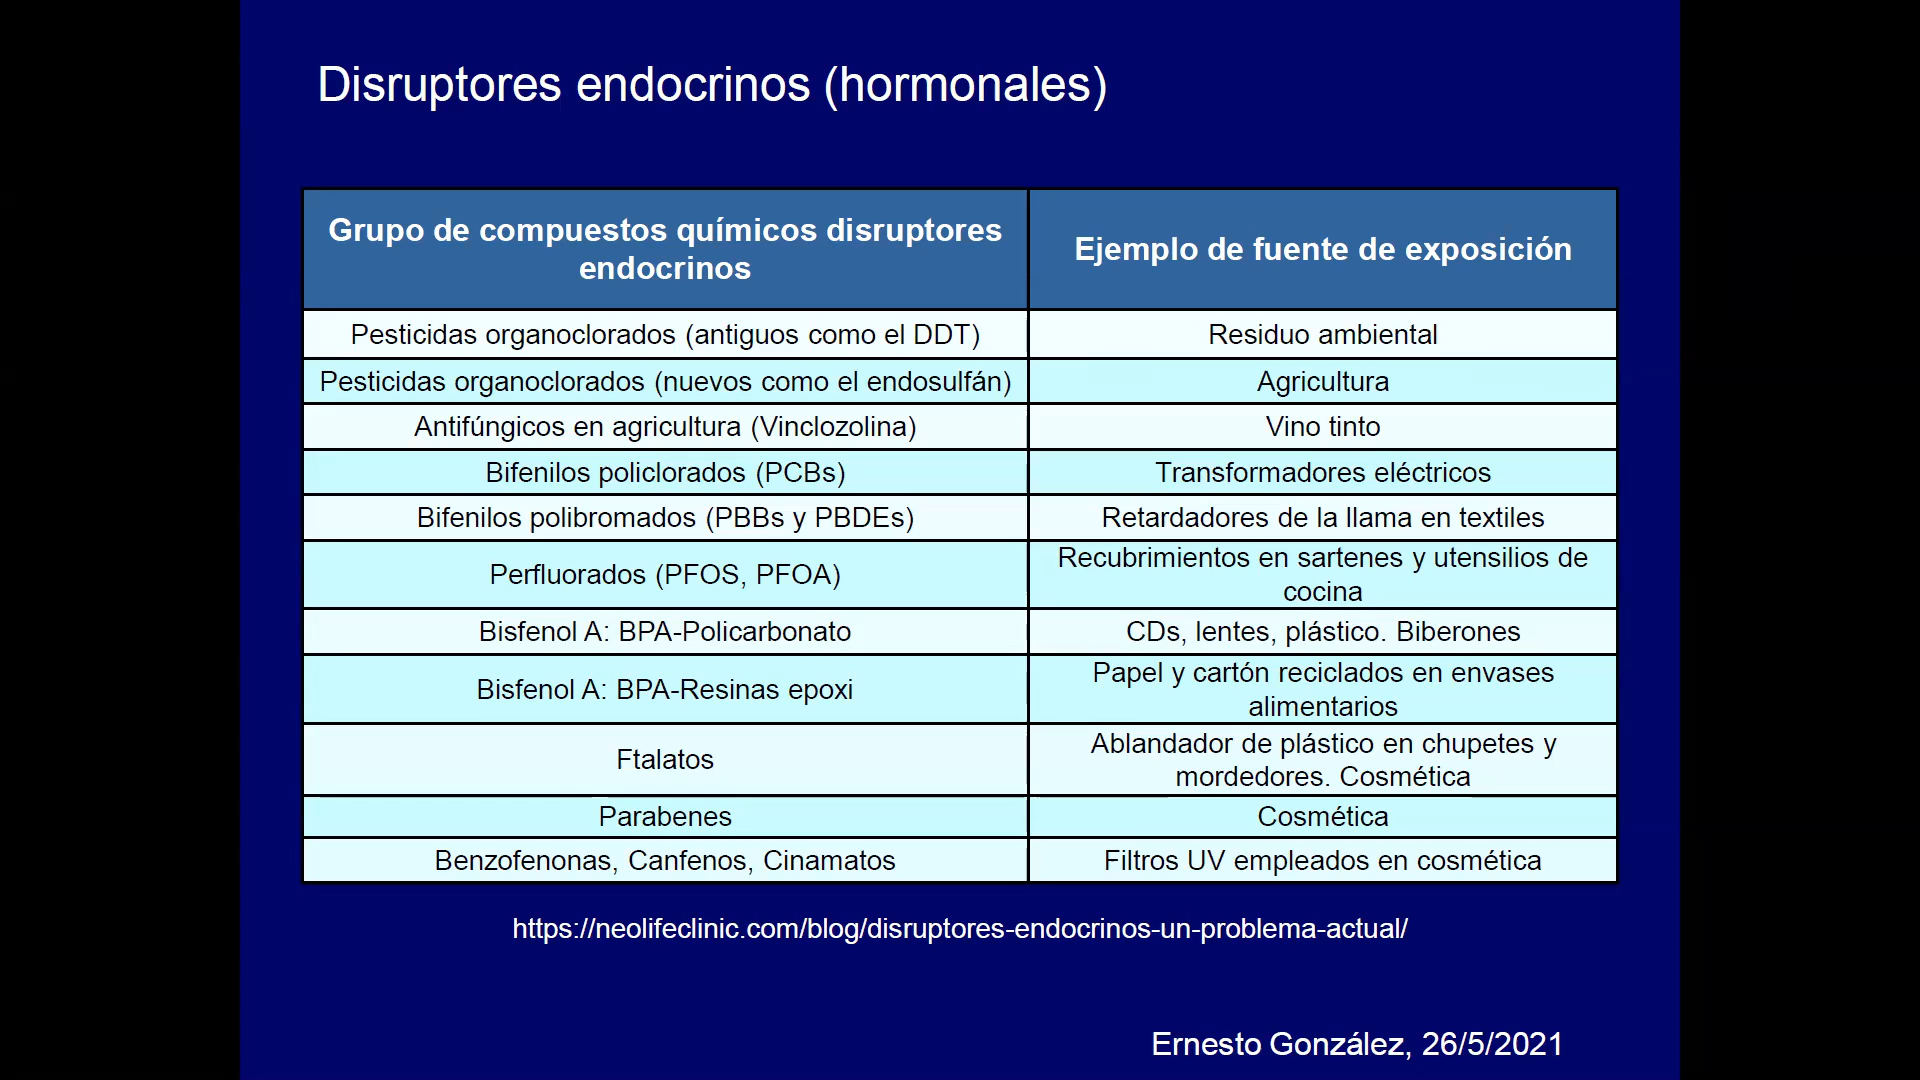 Disruptores endocrinos (hormonales)
Grupo de compuestos químicos disruptores
endocrinos
Ejemplo de fuente de exposición
Pesticidas organoclorados (antiguos como el DDT)
Residuo ambiental
Pesticidas organoclorados (nuevos como el endosulfán)
Agricultura
Antifúngicos en agricultura (Vinclozolina)
Vino tinto
Bifenilos policlorados (PCBs)
Transformadores eléctricos
Bifenilos polibromados (PBBs y PBDEs)
Retardadores de la llama en textiles
Perfluorados (PFOS, PFOA)
Recubrimientos en sartenes y utensilios de
cocina
Bisfenol A: BPA-Policarbonato
CDs, lentes, plástico. Biberones
Bisfenol A: BPA-Resinas epoxi
Papel y cartón reciclados en envases
alimentarios
Ftalatos
Ablandador de plástico en chupetes y
mordedores. Cosmética
Parabenes
Cosmética
Benzofenonas, Canfenos, Cinamatos
Filtros UV empleados en cosmética
https://neolifeclinic.com/blog/disruptores-endocrinos-un-problema-actual/
Ernesto González, 26/5/2021